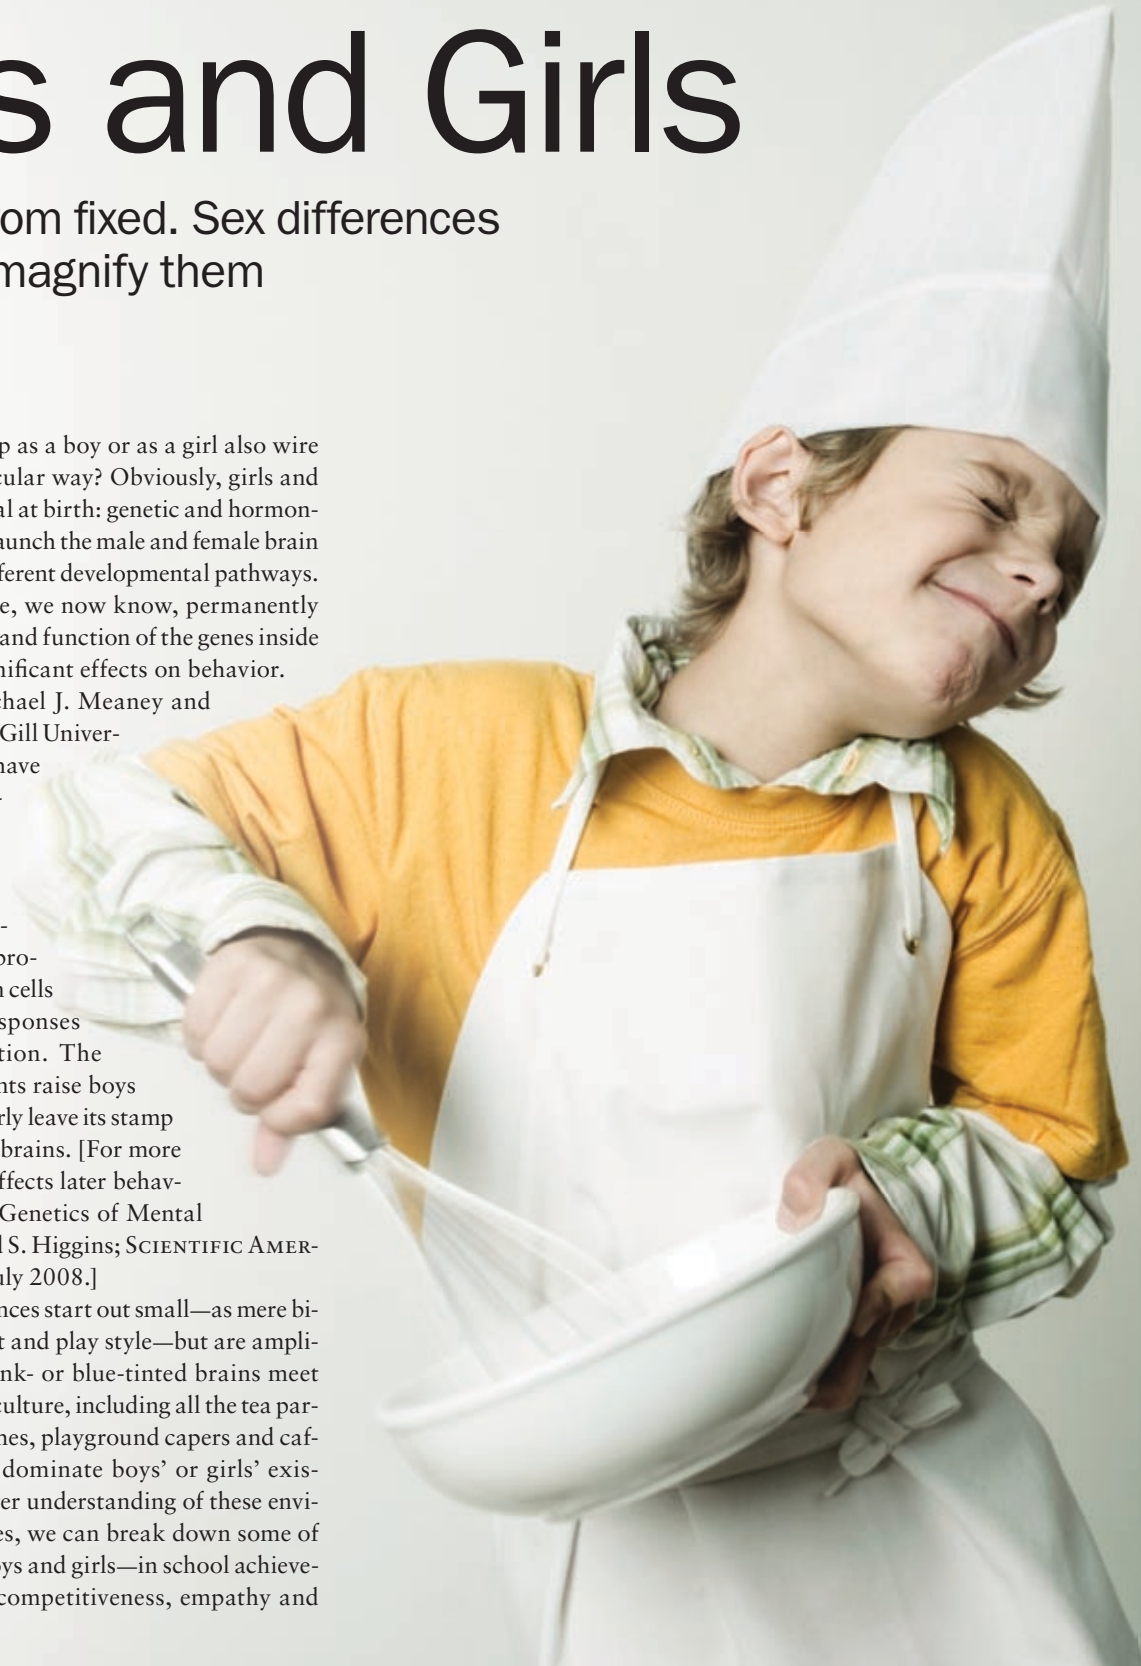 s and Girls
om fixed. Sex differences
magnify them
p as a boy or as a girl also wire
cular way? Obviously, girls and
al at birth: genetic and hormon-
aunch the male and female brain
ferent developmental pathways.
e, we now know, permanently
and function of the genes inside
nificant effects on behavior.
chael J. Meaney and
Gill Univer-
have
-
-
pro-
n cells
sponses
tion. The
nts raise boys
rly leave its stamp
brains. [For more
ffects later behav-
Genetics of Mental
d S. Higgins; SCIENTIFIC AMER-
uly 2008.]
nces start out small—as mere bi-
t and play style—but are ampli-
nk- or blue-tinted brains meet
culture, including all the tea par-
nes, playground capers and caf-
dominate boys’ or girls’ exis-
er understanding of these envi-
es, we can break down some of
oys and girls—in school achieve-
competitiveness, empathy and